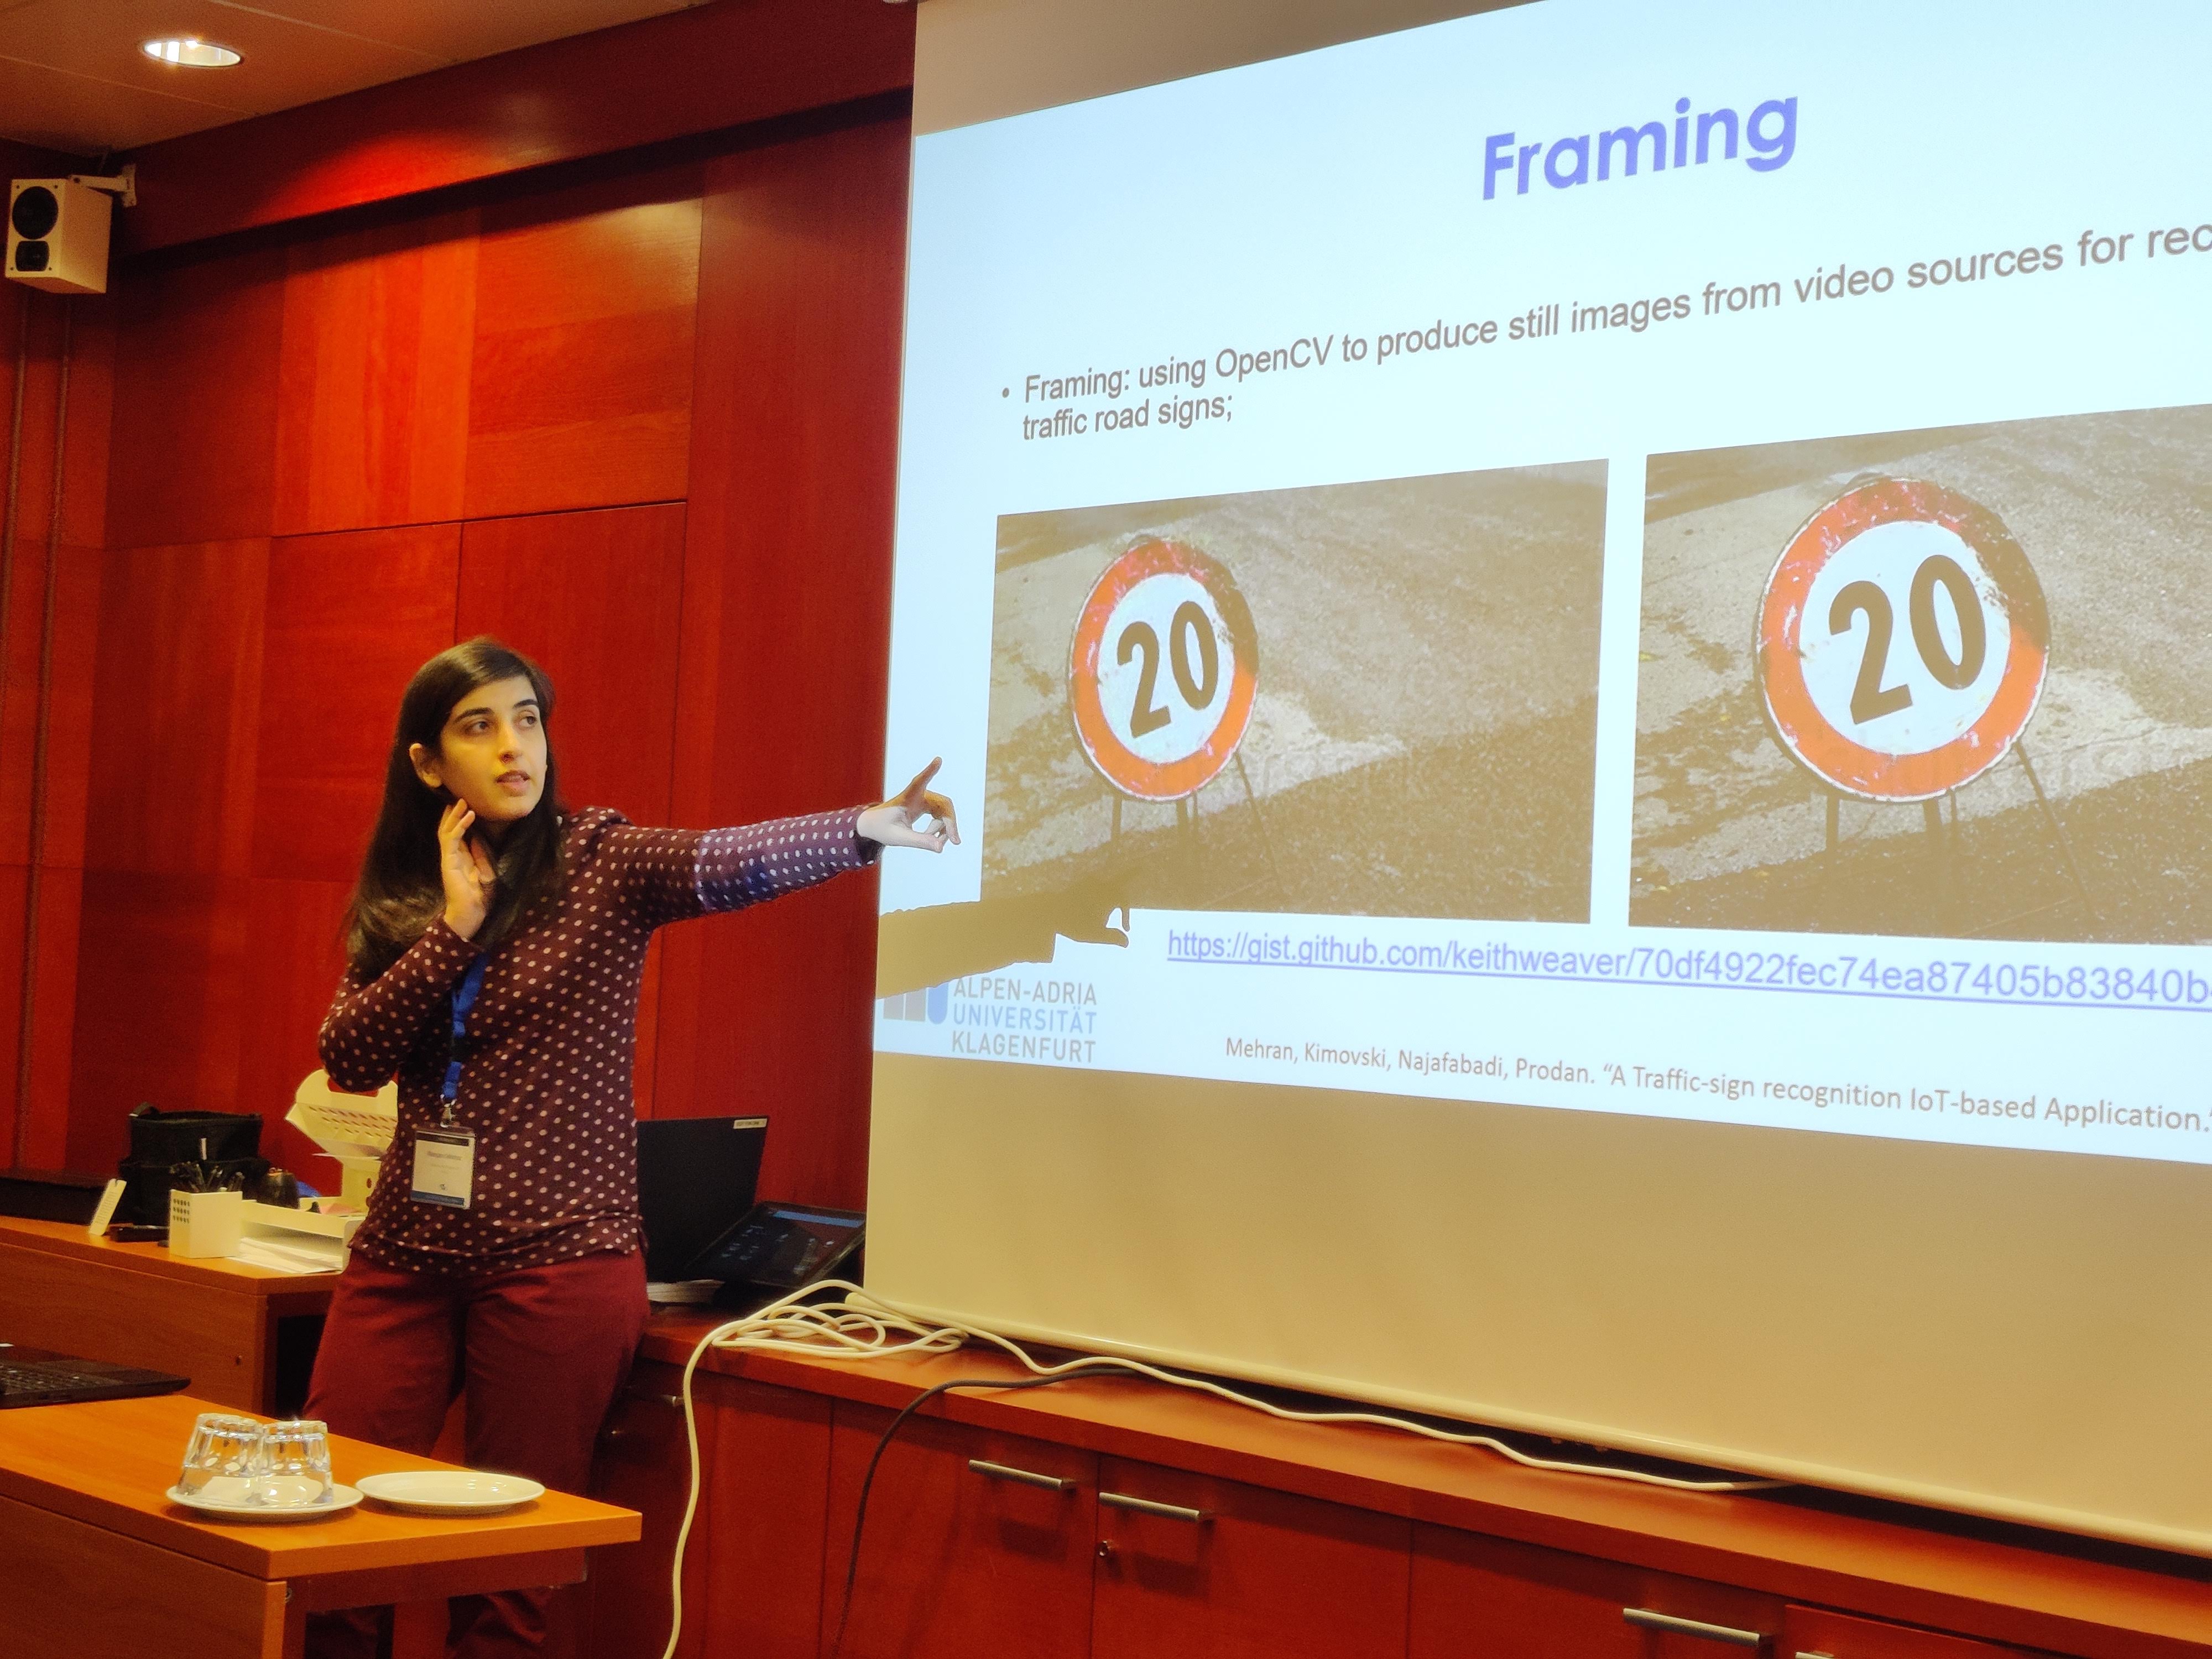 Framing
• Framing: using OpenCV to produce still images from video sources for rec
traffic road signs;
20
20
https://gist.github.com/keithweaver/70df4922fec74ea87405b83840b
ALPEN-ADRIA
UNIVERSITÄT
KLAGENFURT
Mehran, Kimovski, Najafabadi, Prodan. “A Traffic-sign recognition IoT-based Application.”